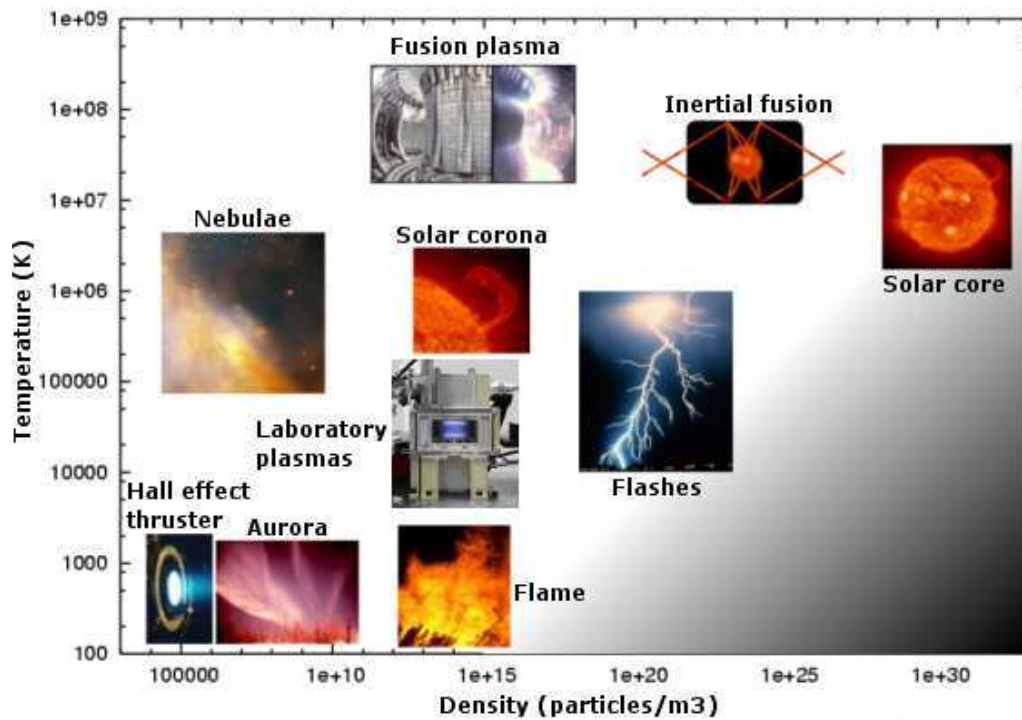 1e+09
Fusion plasma
1e+08
Inertial fusion
1e+07
Nebulae
Solar corona
Temperature (K)
1e+06
Solar core
100000
Laboratory
plasmas
10000
Flashes
Hall effect
thruster
Aurora
1000
Flame
100
100000
1e+10
1e+15
1e+20
1e+25
1e+30
Density (particles/m3)